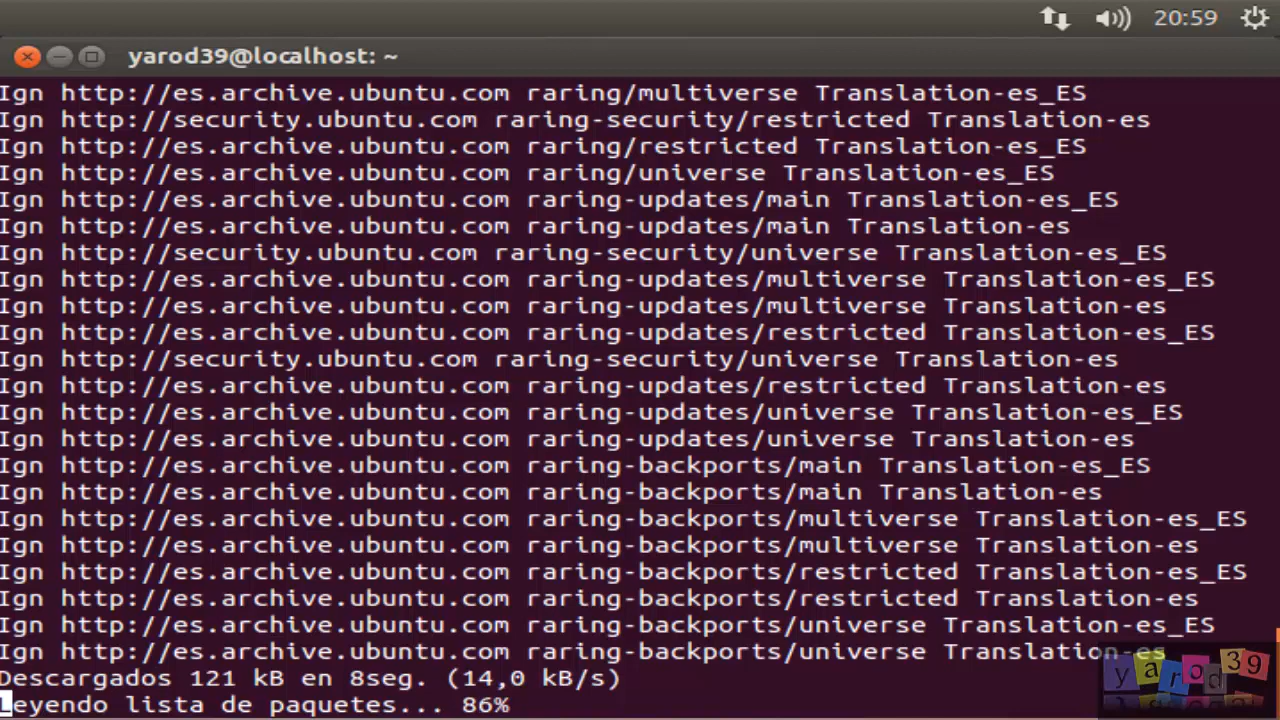 20:59
yarod39@localhost: ~
Ign http://es.archive.ubuntu.com raring/multiverse Translation-es_ES
Ign http://security.ubuntu.com raring-security/restricted Translation-es
Ign http://es.archive.ubuntu.com raring/restricted Translation-es_ES
Ign http://es.archive.ubuntu.com raring/universe Translation-es_ES
Ign http://es.archive.ubuntu.com raring-updates/main Translation-es_ES
Ign http://es.archive.ubuntu.com raring-updates/main Translation-es
Ign http://security.ubuntu.com raring-security/universe Translation-es_ES
Ign http://es.archive.ubuntu.com raring-updates/multiverse Translation-es_ES
Ign http://es.archive.ubuntu.com raring-updates/multiverse Translation-es
Ign http://es.archive.ubuntu.com raring-updates/restricted Translation-es_ES
Ign http://security.ubuntu.com raring-security/universe Translation-es
Ign http://es.archive.ubuntu.com raring-updates/restricted Translation-es
Ign http://es.archive.ubuntu.com raring-updates/universe Translation-es_ES
Ign http://es.archive.ubuntu.com raring-updates/universe Translation-es
Ign http://es.archive.ubuntu.com raring-backports/main Translation-es_ES
Ign http://es.archive.ubuntu.com raring-backports/main Translation-es
Ign http://es.archive.ubuntu.com raring-backports/multiverse Translation-es_ES
Ign http://es.archive.ubuntu.com raring-backports/multiverse Translation-es
Ign http://es.archive.ubuntu.com raring-backports/restricted Translation-es_ES
Ign http://es.archive.ubuntu.com raring-backports/restricted Translation-es
Ign http://es.archive.ubuntu.com raring-backports/universe Translation-es_ES
Ign http://es.archive.ubuntu.com raring-backports/universe Translation-es
Descargados 121 kB en 8seg. (14,0 kB/s)
Leyendo lista de paquetes... 86%
yarod39